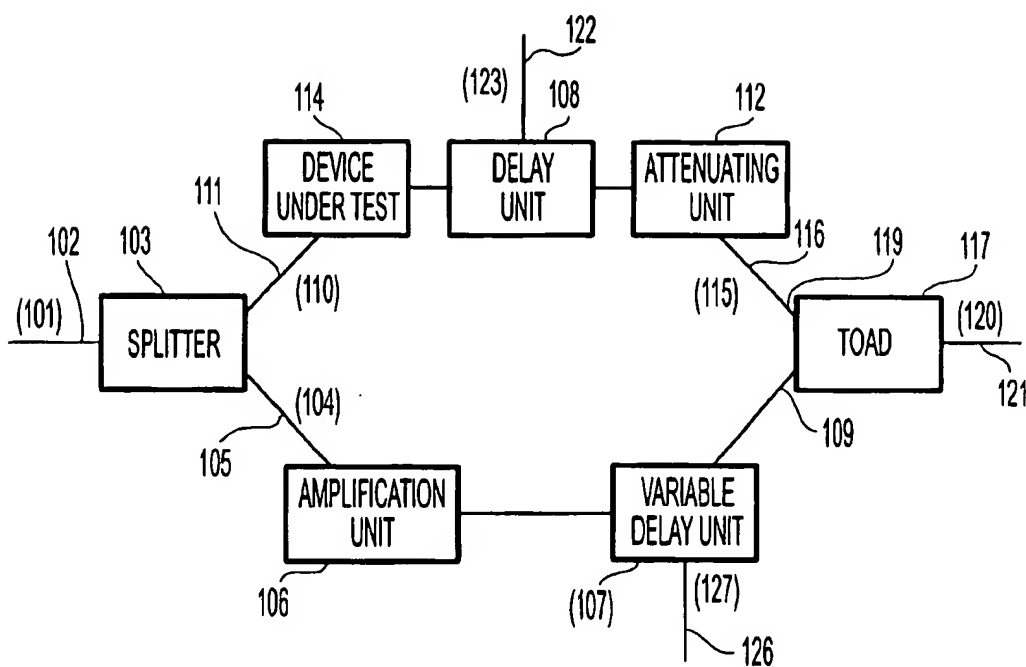 122
(123)
108
114
112
DEVICE
UNDER TEST
DELAY
UNIT
ATTENUATING
UNIT
111
116
119
117
102
103
(110)
(115)
(101)
SPLITTER
TOAD
(120)
121
(104)
105
109
AMPLIFICATION
UNIT
VARIABLE
DELAY UNIT
106
(107)
(127)
126